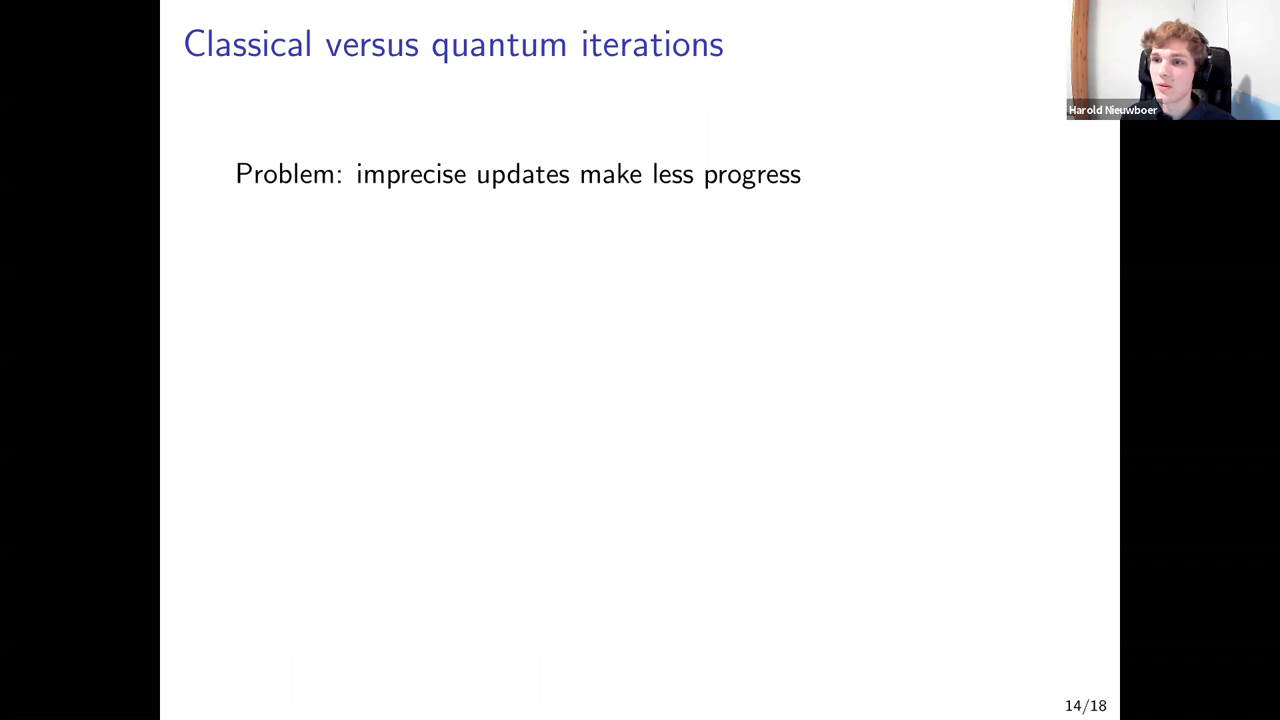 Classical versus quantum iterations
Harold Nieuwboer
Problem: imprecise updates make less progress
14/18